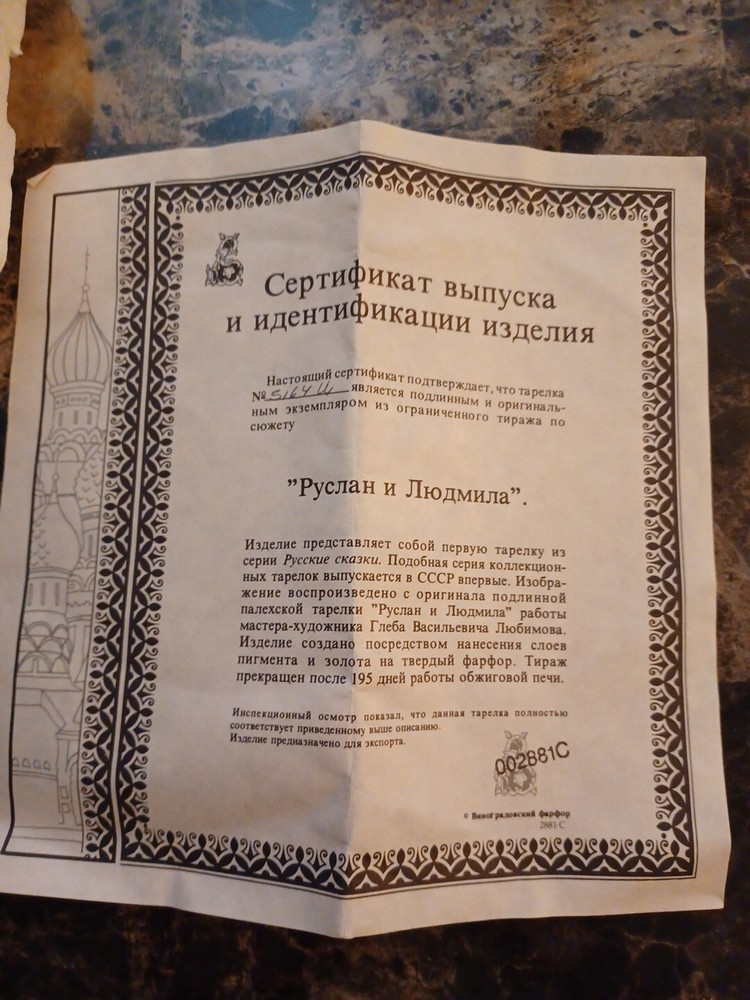 Сертификат выпуска
и идентификации изделия
Настоящий сертификат подтверждает, что тарелка
№ является подлинным и оригиналь-
ным экземпляром из ограниченного тиража по
сюжету
"Руслан и Людмила".
Изделие представляет собой первую тарелку из
серии Русские сказки. Подобная серия коллекцион-
ных тарелок выпускается в СССР впервые. Изобра-
жение воспроизведено с оригинала подлинной
палехской тарелки "Руслан и Людмила" работы
мастера-художника Глеба Васильевича Любимова.
Изделие создано посредством нанесения слоев
пигмента и золота на твердый фарфор. Тираж
прекращен после 195 дней работы обжиговой печи.
Инспекционный осмотр показал, что данная тарелка полностью
соответствует приведенному выше описанию.
Изделие предназначено для экспорта.
002881C
© Виноградовский фарфор
2881-C